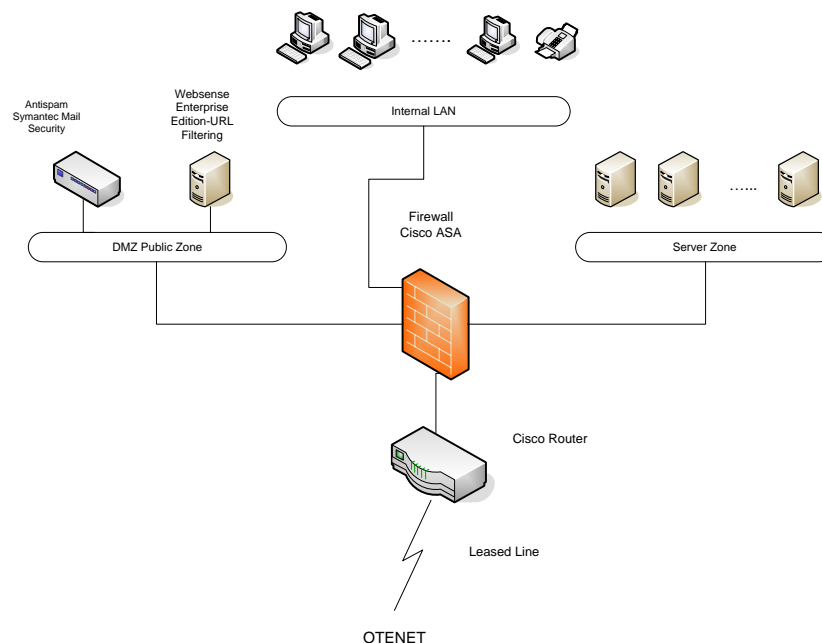 Antispam
Symantec Mail
Security
Websense
Enterprise
Edition-URL
Filtering
Internal LAN
Firewall
Cisco ASA
DMZ Public Zone
Server Zone
Cisco Router
Leased Line
OTENET